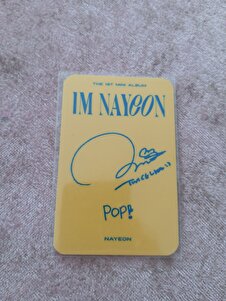 THE 1ST MINI ALBUM
IM NAYEON
POP!
NAYEON